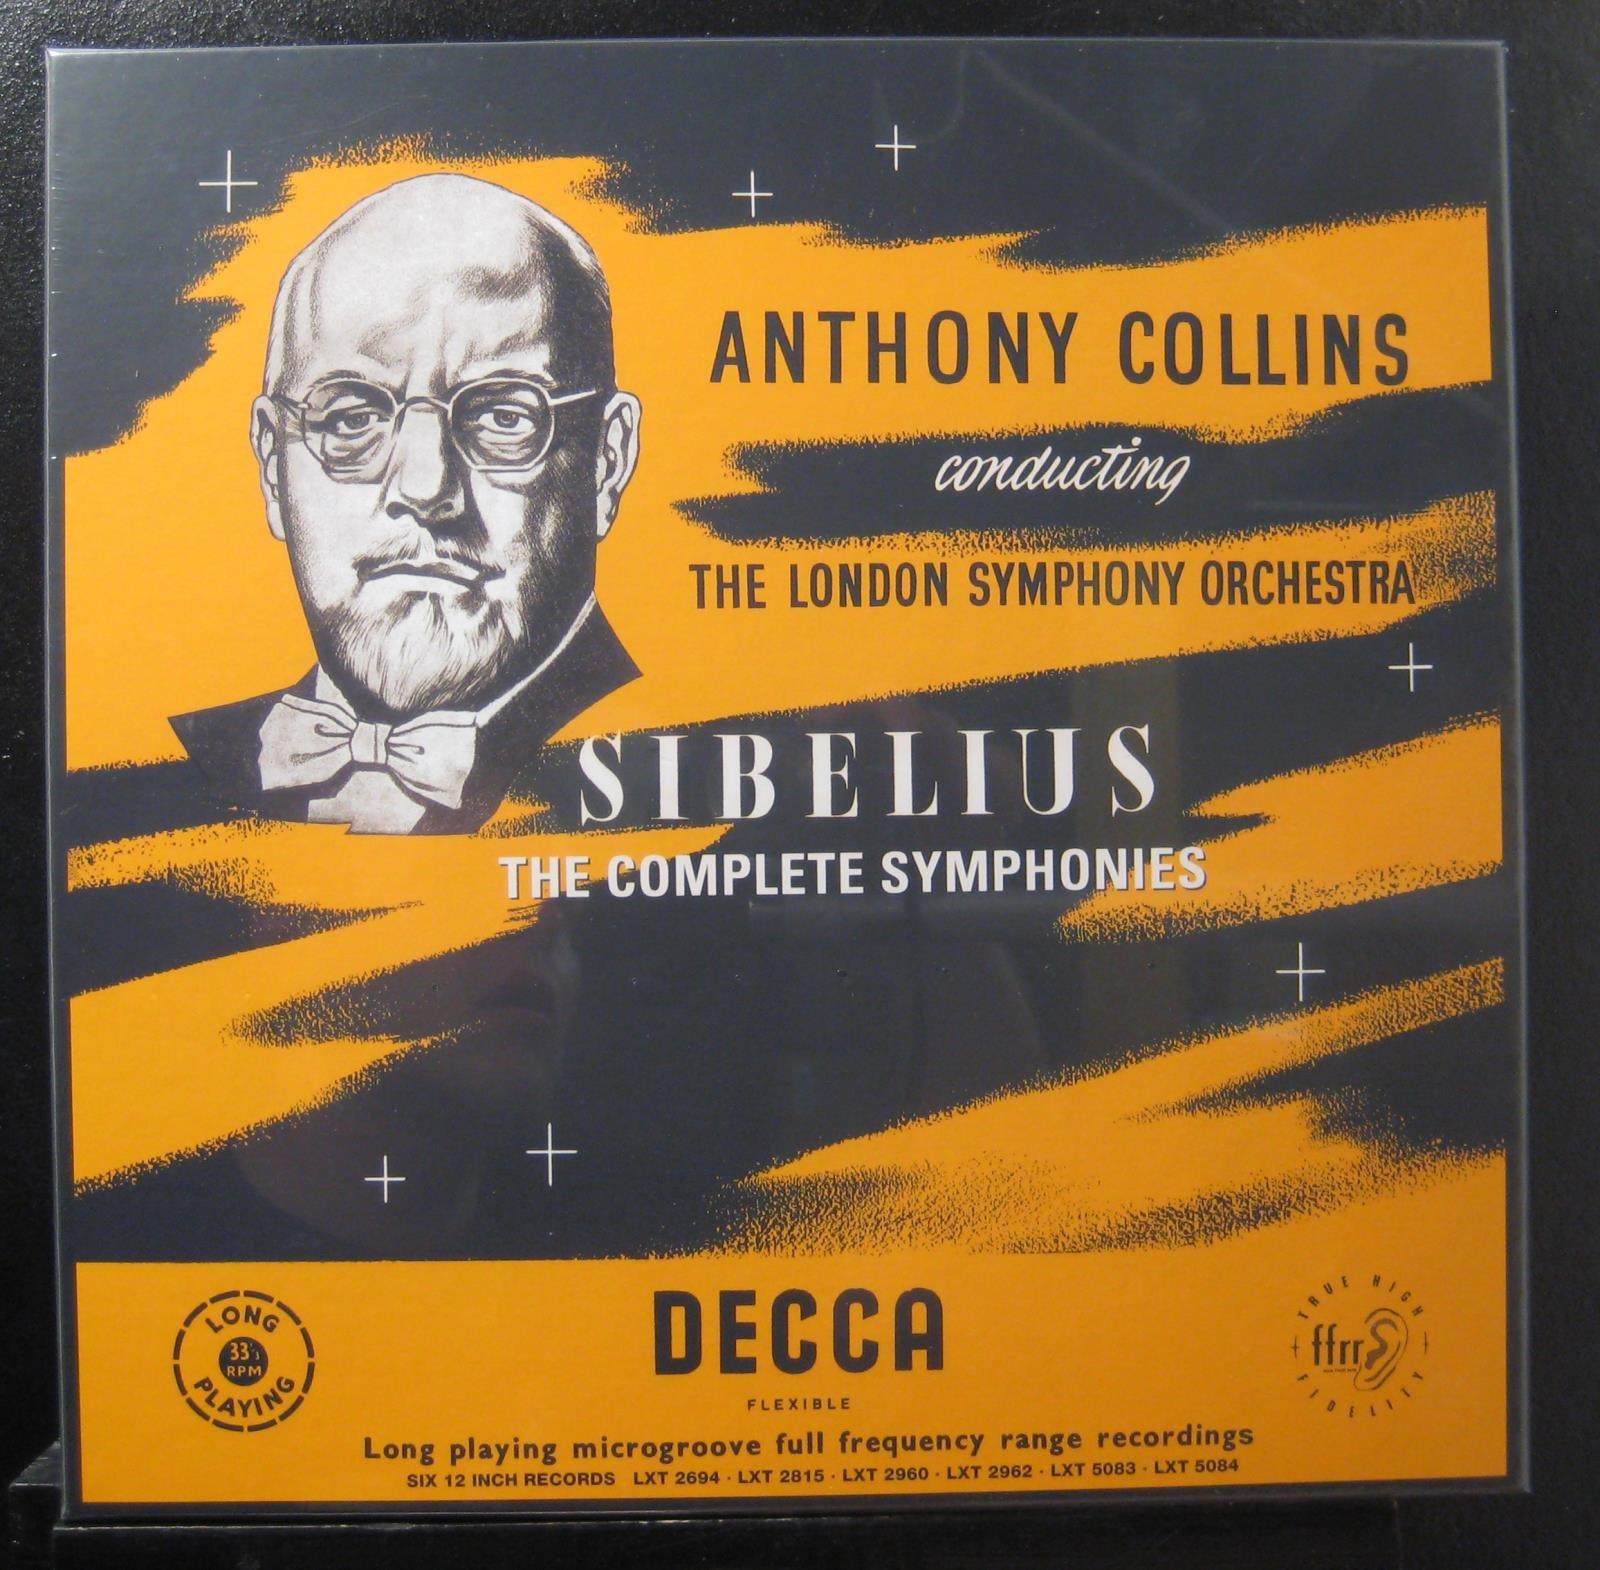 ANTHONY COLLINS
conducting
THE LONDON SYMPHONY ORCHESTRA
SIBELIUS
THE COMPLETE SYMPHONIES
LONG
33⅓
RPM
PLAYING
DECCA
FLEXIBLE
TRUE HIGH
ffrr
FIDELITY
Long playing microgroove full frequency range recordings
SIX 12 INCH RECORDS LXT 2694 · LXT 2815 · LXT 2960 · LXT 2962 · LXT 5083 · LXT 5084